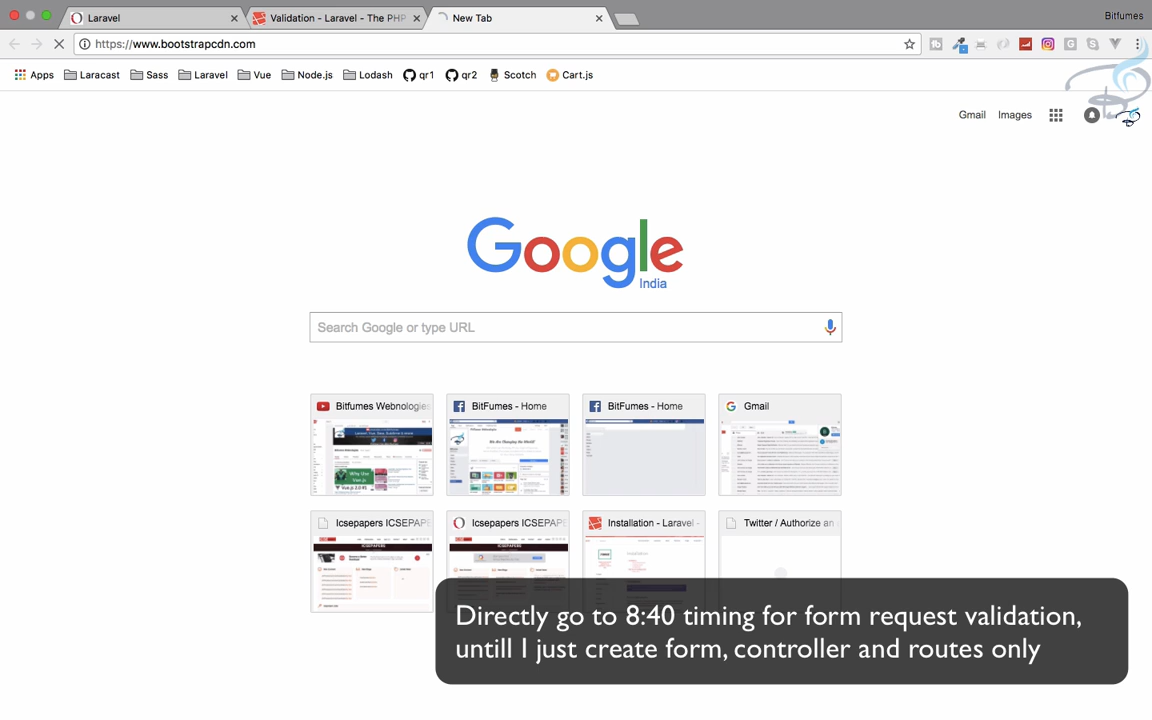 Laravel
Validation - Laravel - The PHP
New Tab
Bitfumes
https://www.bootstrapcdn.com
Apps Laracast Sass Laravel Vue Node.js Lodash qr1 qr2 Scotch Cart.js
Gmail Images
Google
India
Search Google or type URL
Bitfumes Webnologies
BitFumes - Home
BitFumes - Home
Gmail
Icsepapers ICSEPAP
Icsepapers ICSEPAP
Installation - Laravel -
Twitter / Authorize an
Directly go to 8:40 timing for form request validation,
untill I just create form, controller and routes only